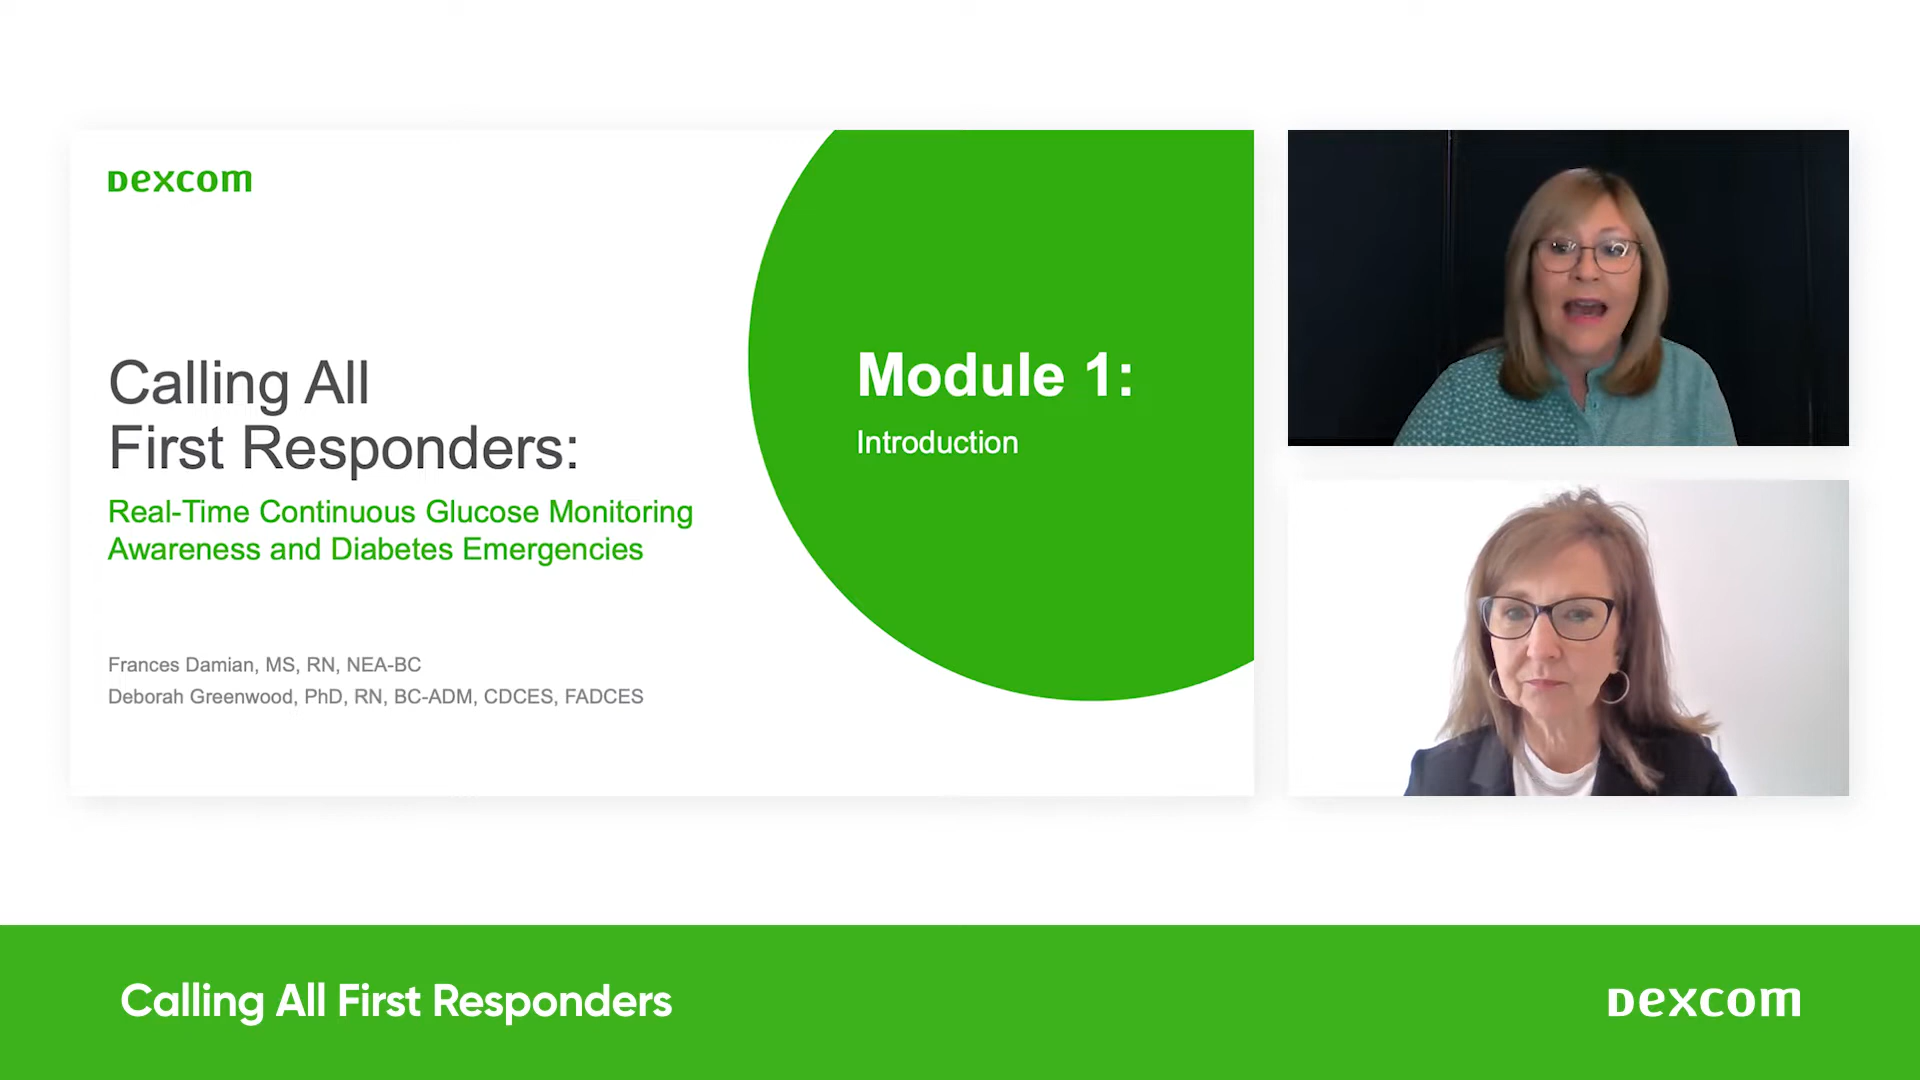 Dexcom
Calling All
First Responders:
Real-Time Continuous Glucose Monitoring
Awareness and Diabetes Emergencies
Frances Damian, MS, RN, NEA-BC
Deborah Greenwood, PhD, RN, BC-ADM, CDCES, FADCES
Module 1:
Introduction
Calling All First Responders
Dexcom